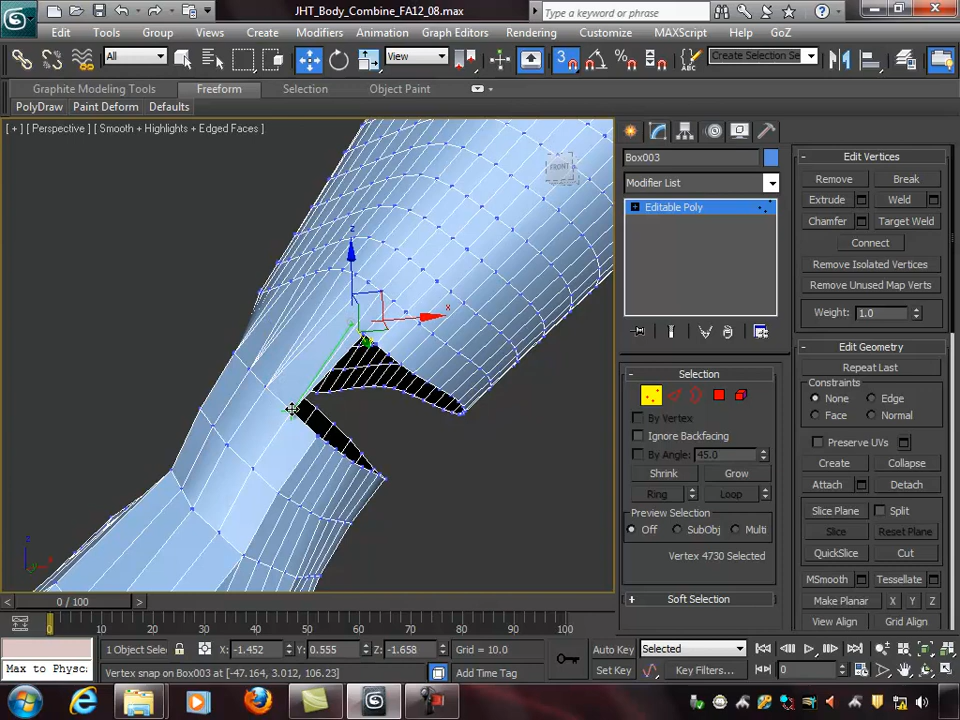 JHT_Body_Combine_FA12_08.max
Type a keyword or phrase
Edit Tools Group Views Create Modifiers Animation Graph Editors Rendering Customize MAXScript Help GoZ
All View 3 Create Selection Se
Graphite Modeling Tools Freeform Selection Object Paint
PolyDraw Paint Deform Defaults
[ + ] [ Perspective ] [ Smooth + Highlights + Edged Faces ]
FRONT
z
x
Box003
Modifier List
Editable Poly
Selection
By Vertex
Ignore Backfacing
By Angle: 45.0
Shrink Grow
Ring Loop
Preview Selection
Off SubObj Multi
Vertex 4730 Selected
Soft Selection
Edit Vertices
Remove Break
Extrude Weld
Chamfer Target Weld
Connect
Remove Isolated Vertices
Remove Unused Map Verts
Weight: 1.0
Edit Geometry
Repeat Last
Constraints
None Edge
Face Normal
Preserve UVs
Create Collapse
Attach Detach
Slice Plane Split
Slice Reset Plane
QuickSlice Cut
MSmooth Tessellate
Make Planar X Y Z
View Align Grid Align
0 / 100
0 10 20 30 40 50 60 70 80 90 100
1 Object Selec X: -1.452 Y: 0.555 Z: -1.658 Grid = 10.0
Auto Key Selected
Max to Physc
Vertex snap on Box003 at [-47.164, 3.012, 106.23]
Add Time Tag
Set Key Key Filters... 0